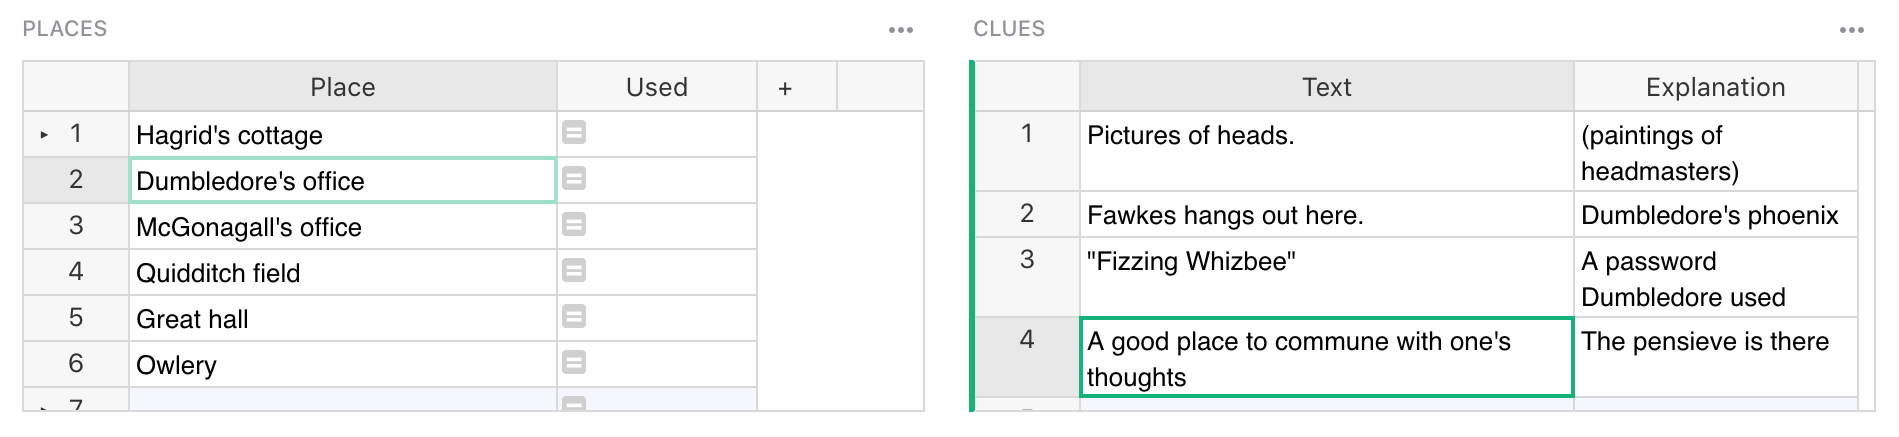 PLACES
Place Used +
1 Hagrid's cottage
2 Dumbledore's office
3 McGonagall's office
4 Quidditch field
5 Great hall
6 Owlery
7
CLUES
Text Explanation
1 Pictures of heads. (paintings of
headmasters)
2 Fawkes hangs out here. Dumbledore's phoenix
3 "Fizzing Whizbee" A password
Dumbledore used
4 A good place to commune with one's The pensieve is there
thoughts